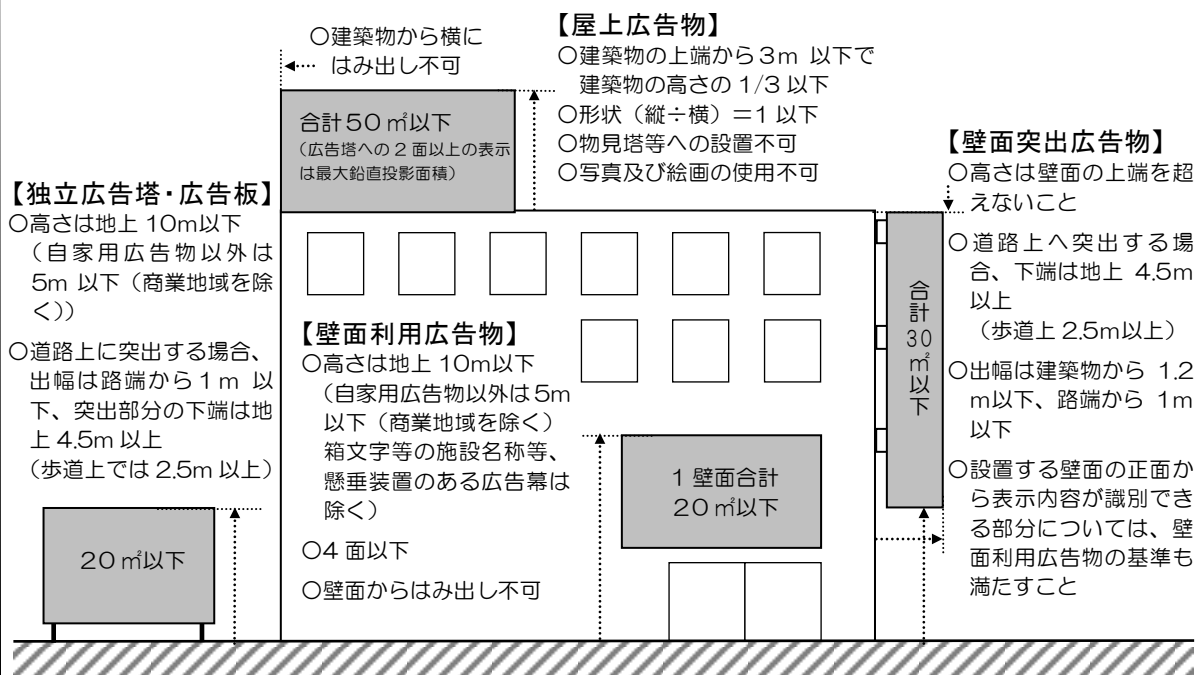 ○建築物から横に
はみ出し不可
【屋上広告物】
○建築物の上端から3m 以下で
建築物の高さの 1/3 以下
○形状（縦÷横）＝1 以下
○物見塔等への設置不可
○写真及び絵画の使用不可
合計50㎡以下
（広告塔への2面以上の表示
は最大鉛直投影面積）
【独立広告塔・広告板】
○高さは地上 10m以下
（自家用広告物以外は
5m 以下（商業地域を除
く））
○道路上に突出する場合、
出幅は路端から1m 以
下、突出部分の下端は地
上 4.5m 以上
（歩道上では 2.5m 以上）
20㎡以下
【壁面利用広告物】
○高さは地上 10m以下
（自家用広告物以外は5m
以下（商業地域を除く）
箱文字等の施設名称等、
懸垂装置のある広告幕は
除く）
○4 面以下
○壁面からはみ出し不可
1 壁面合計
20㎡以下
合計30㎡以下
【壁面突出広告物】
○高さは壁面の上端を超
えないこと
○道路上へ突出する場
合、下端は地上 4.5m
以上
（歩道上 2.5m以上）
○出幅は建築物から 1.2
m以下、路端から 1m
以下
○設置する壁面の正面か
ら表示内容が識別でき
る部分については、壁
面利用広告物の基準も
満たすこと